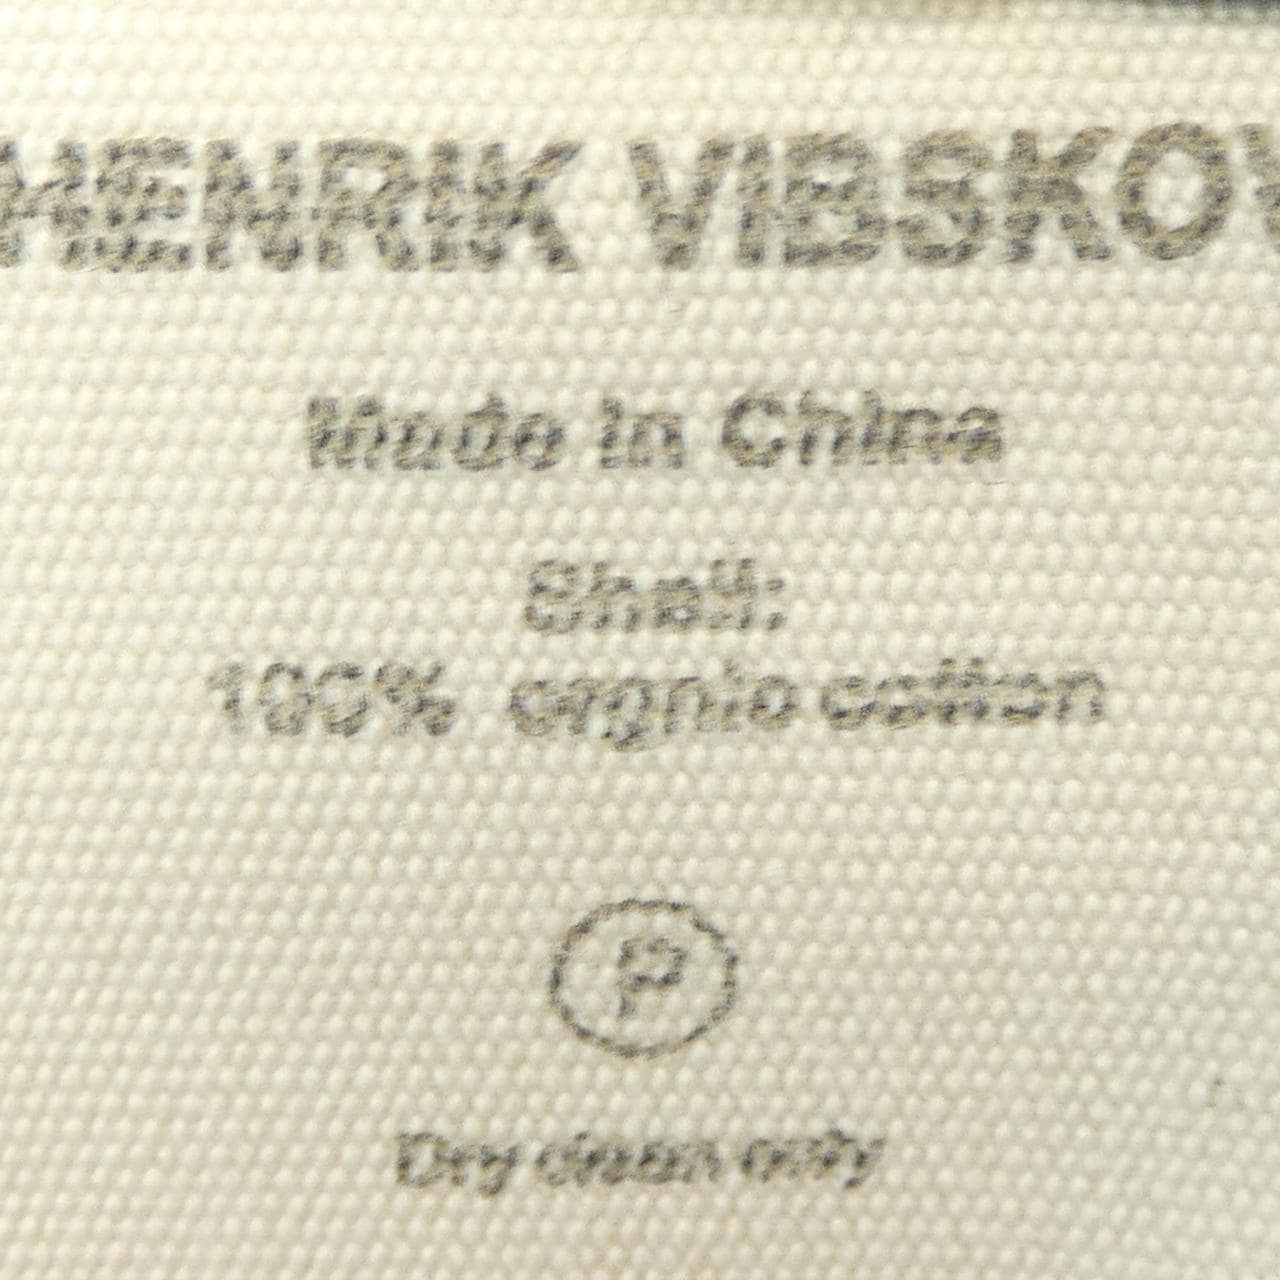 HENRIK VIBSKOV
Made in China
Shell:
100% orgnic cotton
P
Dry clean only